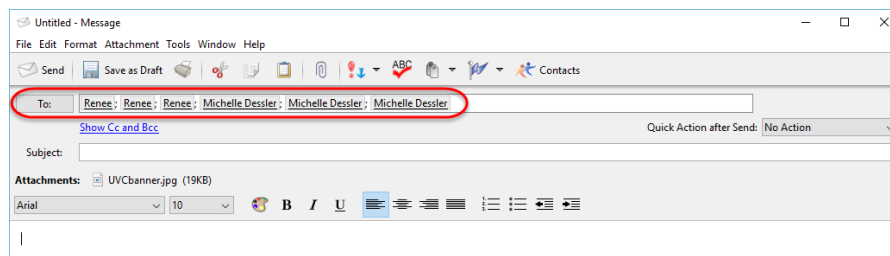 Untitled - Message
File Edit Format Attachment Tools Window Help
Send Save as Draft ABC Contacts
To: Renee; Renee; Renee; Michelle Dessler; Michelle Dessler; Michelle Dessler
Show Cc and Bcc Quick Action after Send: No Action
Subject:
Attachments: UVCbanner.jpg (19KB)
Arial 10 B I U